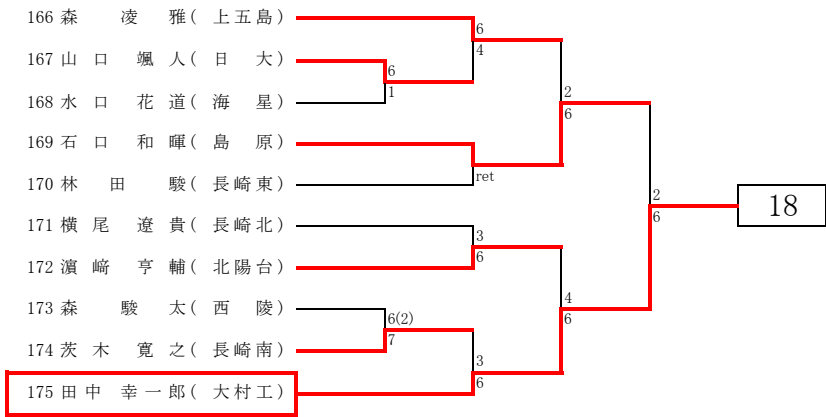 166 森 凌 雅( 上五島 )
6
167 山 口 颯 人( 日 大 )
6
4
1
168 水 口 花 道( 海 星 )
2
6
169 石 口 和 暉( 島 原 )
ret
170 林 田 駿( 長崎東 )
2
18
6
171 横 尾 遼 貴( 長崎北 )
3
172 濵 﨑 亨 輔( 北陽台 )
6
173 森 駿 太( 西 陵 )
4
6(2)
6
7
174 茨 木 寛 之( 長崎南 )
3
175 田 中 幸 一 郎( 大村工 )
6